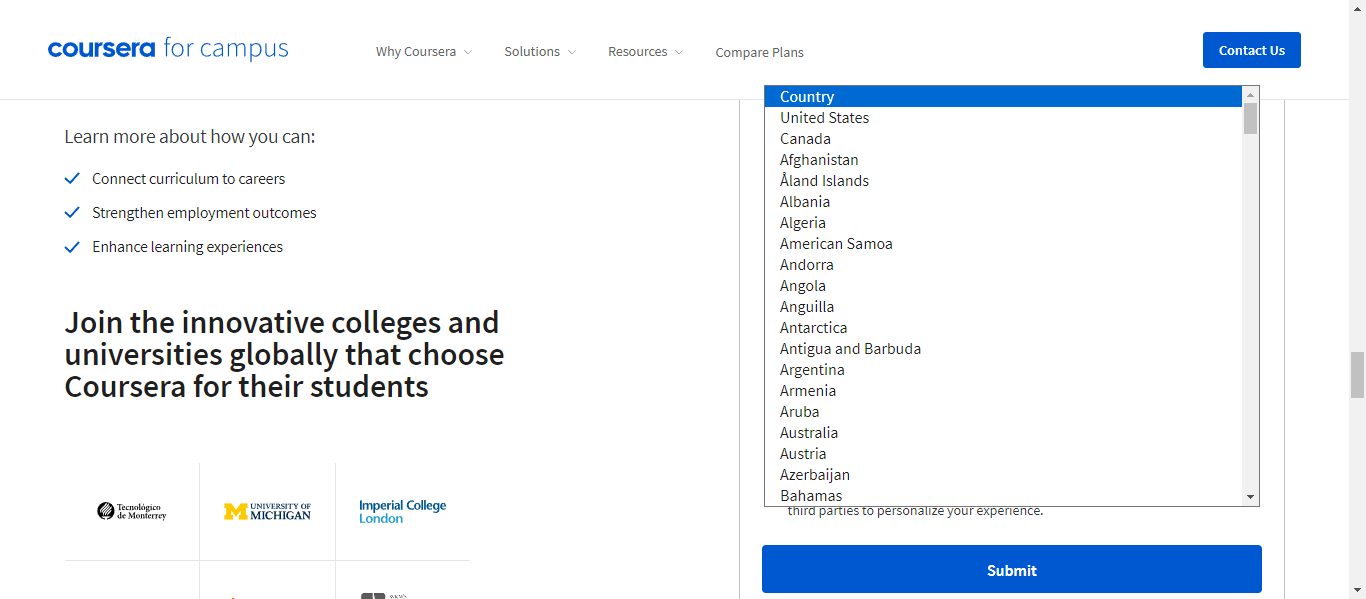 coursera for campus
Why Coursera
Solutions
Resources
Compare Plans
Contact Us
Learn more about how you can:
Connect curriculum to careers
Strengthen employment outcomes
Enhance learning experiences
Join the innovative colleges and
universities globally that choose
Coursera for their students
Tecnológico
de Monterrey
UNIVERSITY OF
MICHIGAN
Imperial College
London
Country
United States
Canada
Afghanistan
Åland Islands
Albania
Algeria
American Samoa
Andorra
Angola
Anguilla
Antarctica
Antigua and Barbuda
Argentina
Armenia
Aruba
Australia
Austria
Azerbaijan
Bahamas
third parties to personalize your experience.
Submit